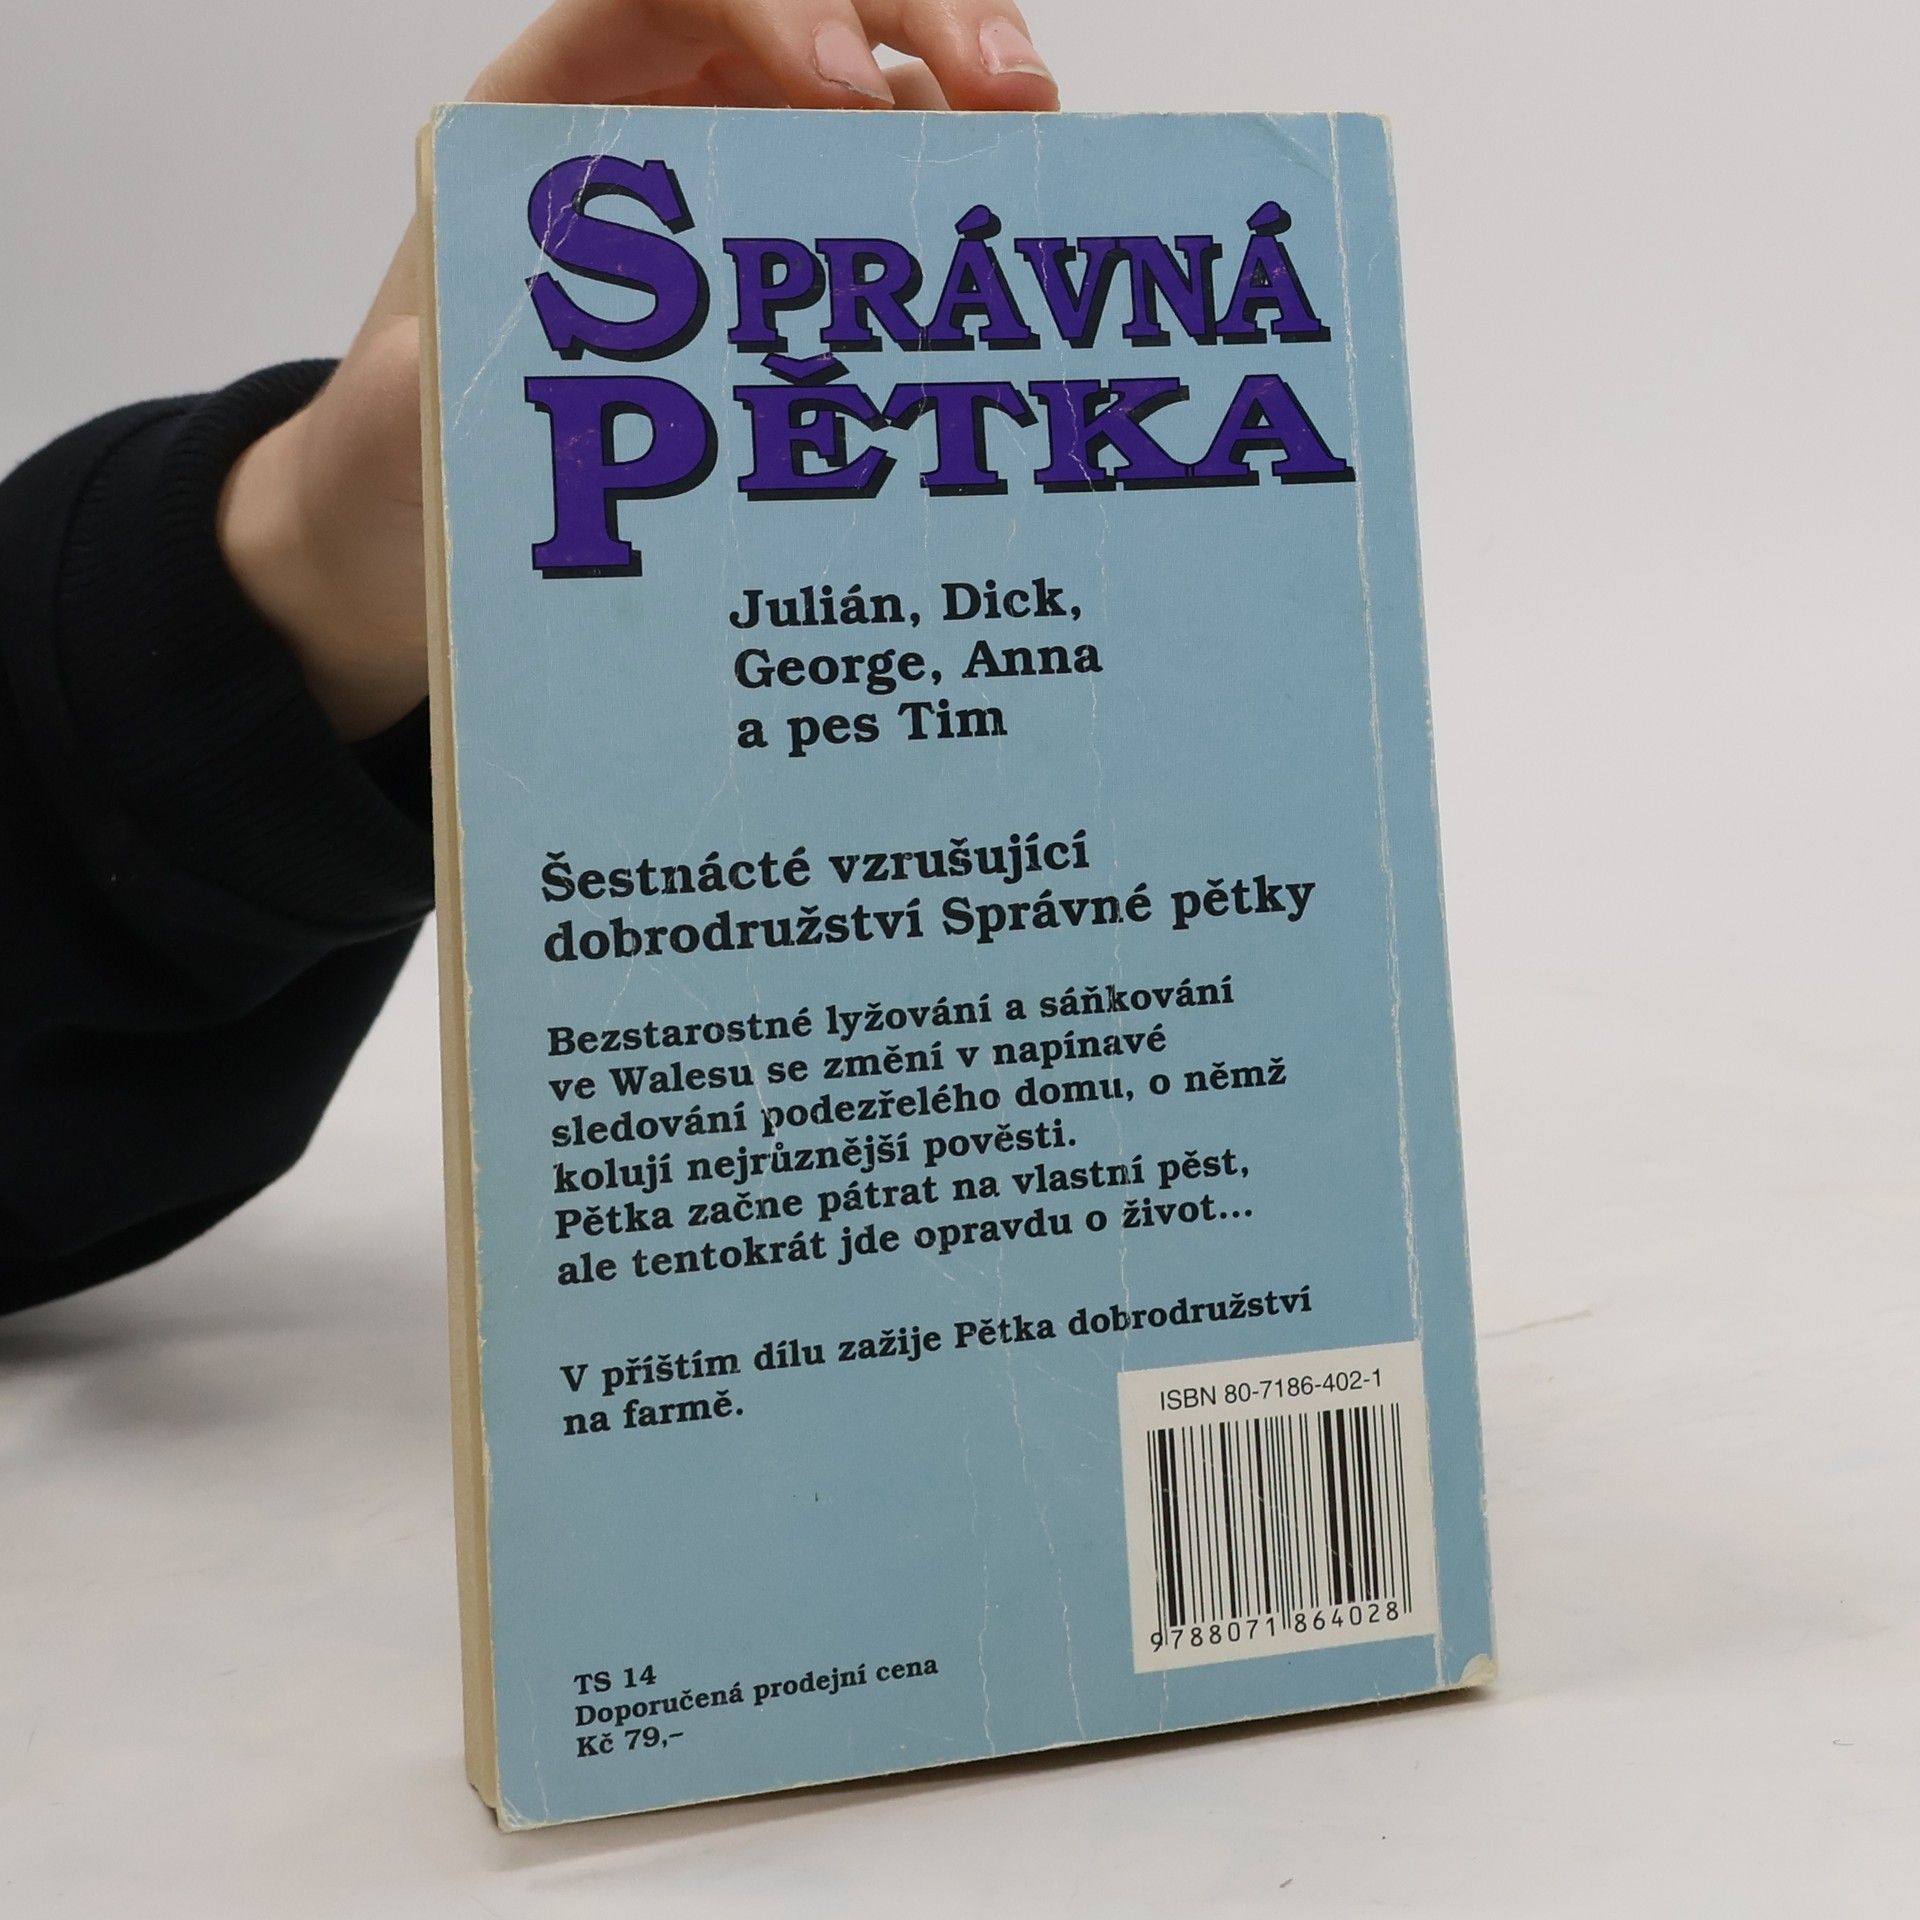 SPRÁVNÁ
PĚTKA
Julián, Dick,
George, Anna
a pes Tim
Šestnácté vzrušující
dobrodružství Správné pětky
Bezstarostné lyžování a sáňkování
ve Walesu se změní v napínavé
sledování podezřelého domu, o němž
kolují nejrůznější pověsti.
Pětka začne pátrat na vlastní pěst,
ale tentokrát jde opravdu o život...
V příštím dílu zažije Pětka dobrodružství
na farmě.
ISBN 80-7186-402-1
9788071864028
TS 14
Doporučená prodejní cena
Kč 79,–